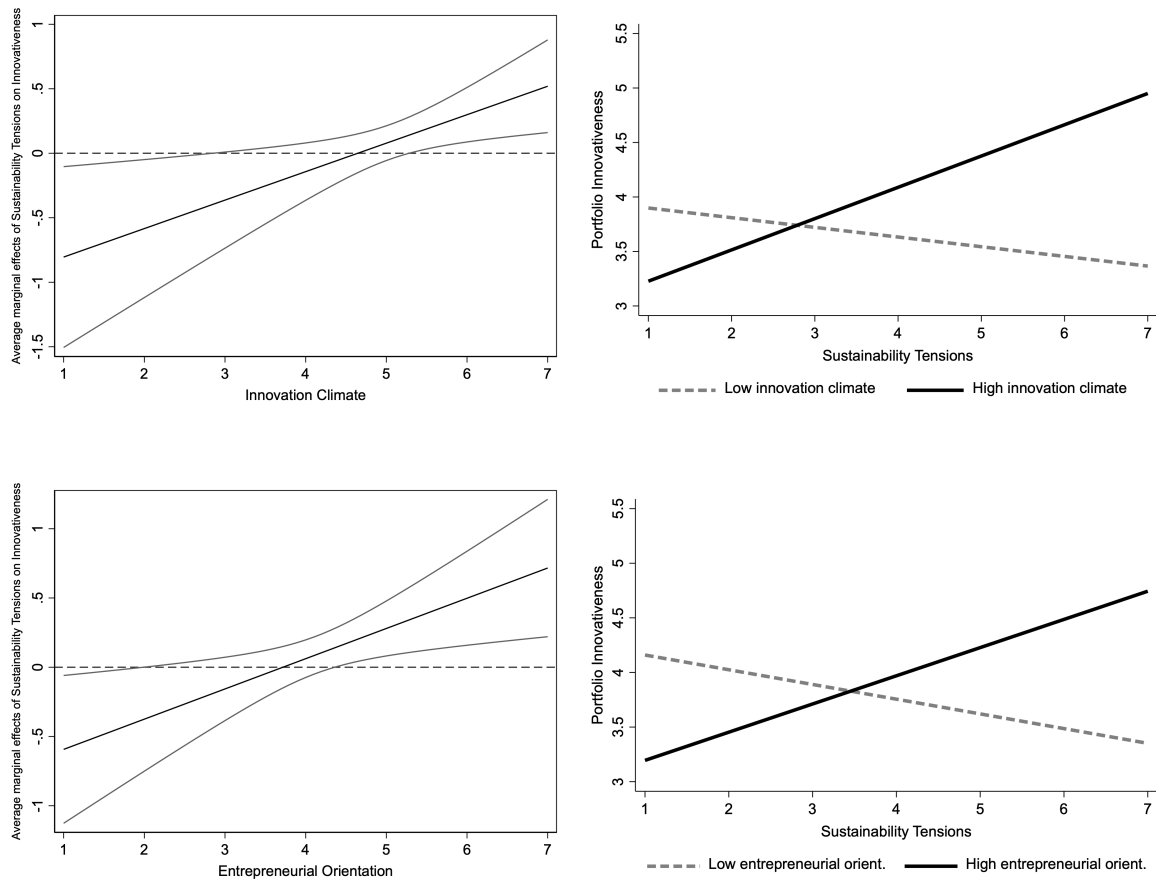 Average marginal effects of Sustainability Tensions on Innovativeness
1
.5
0
-.5
-1
-1.5
1 2 3 4 5 6 7
Innovation Climate
Portfolio Innovativeness
5.5
5
4.5
4
3.5
3
1 2 3 4 5 6 7
Sustainability Tensions
Low innovation climate High innovation climate
Average marginal effects of Sustainability Tensions on Innovativeness
1
.5
0
-.5
-1
1 2 3 4 5 6 7
Entrepreneurial Orientation
Portfolio Innovativeness
5.5
5
4.5
4
3.5
3
1 2 3 4 5 6 7
Sustainability Tensions
Low entrepreneurial orient. High entrepreneurial orient.